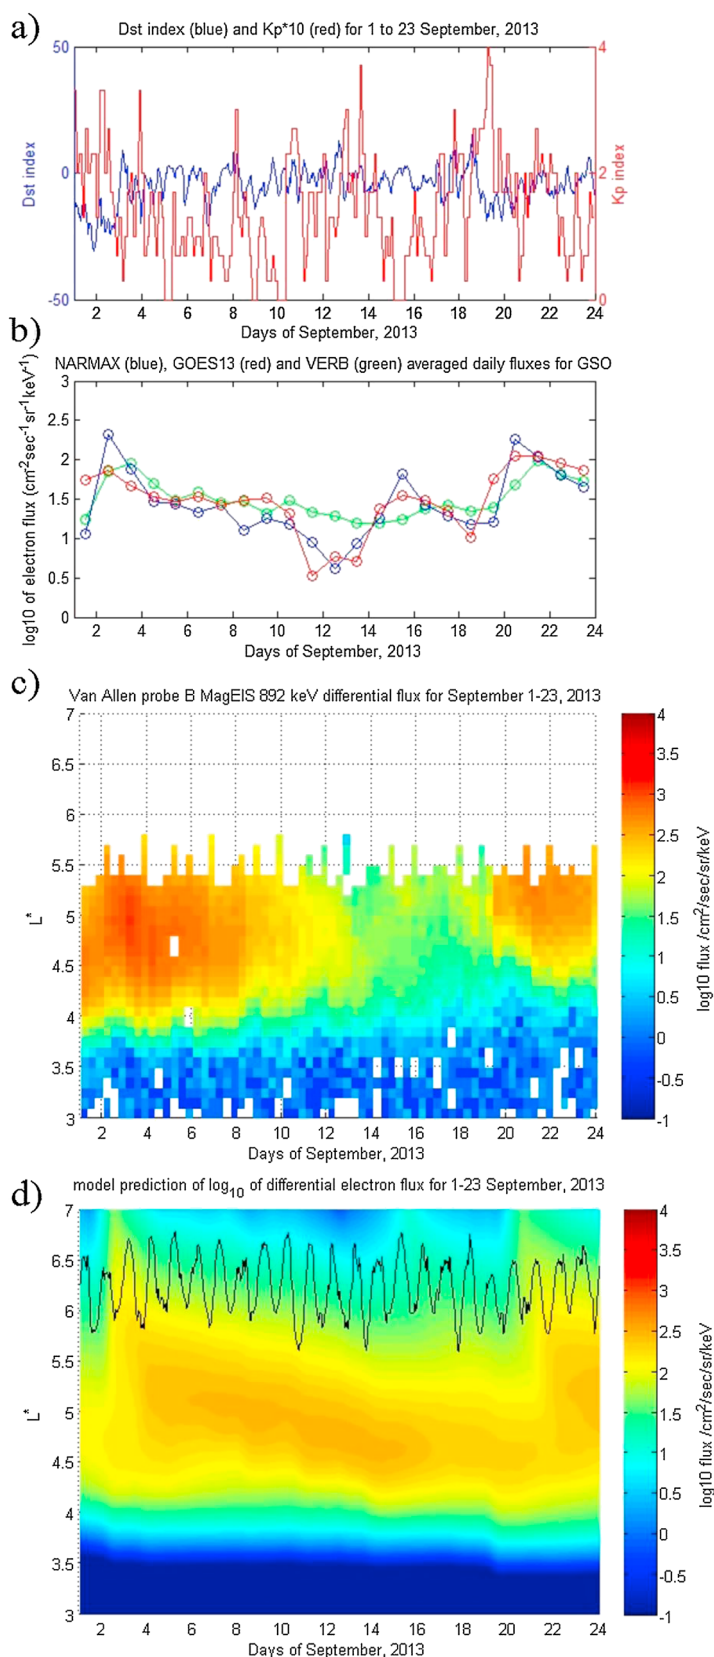 a)
Dst index (blue) and Kp*10 (red) for 1 to 23 September, 2013
50
0
-50
Dst index
4
2
0
Kp index
2 4 6 8 10 12 14 16 18 20 22 24
Days of September, 2013
b)
NARMAX (blue), GOES13 (red) and VERB (green) averaged daily fluxes for GSO
3
2.5
2
1.5
1
0.5
0
log10 of electron flux (cm²sec⁻¹sr⁻¹keV⁻¹)
2 4 6 8 10 12 14 16 18 20 22 24
Days of September, 2013
c)
Van Allen probe B MagEIS 892 keV differential flux for September 1-23, 2013
7
6.5
6
5.5
5
4.5
4
3.5
3
L*
2 4 6 8 10 12 14 16 18 20 22 24
Days of September, 2013
4
3.5
3
2.5
2
1.5
1
0.5
0
-0.5
-1
log10 flux /cm²/sec/sr/keV
d)
model prediction of log₁₀ of differential electron flux for 1-23 September, 2013
7
6.5
6
5.5
5
4.5
4
3.5
3
L*
2 4 6 8 10 12 14 16 18 20 22 24
Days of September, 2013
4
3.5
3
2.5
2
1.5
1
0.5
0
-0.5
-1
log10 flux /cm²/sec/sr/keV